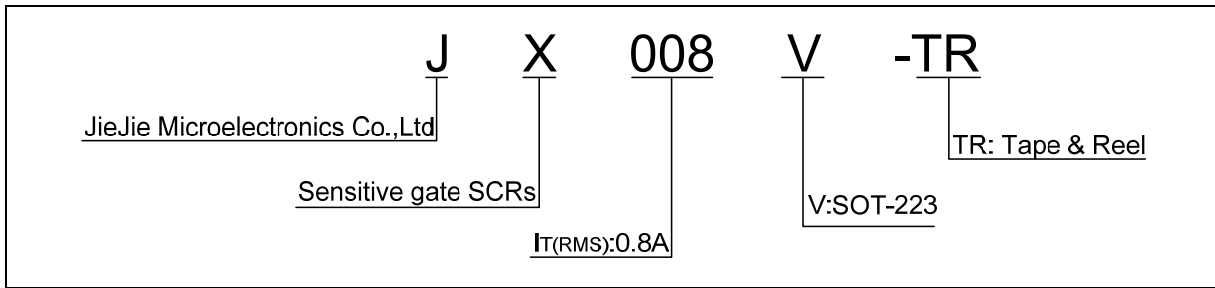 J X 008 V -TR
JieJie Microelectronics Co.,Ltd
TR: Tape & Reel
Sensitive gate SCRs
V:SOT-223
IT(RMS):0.8A